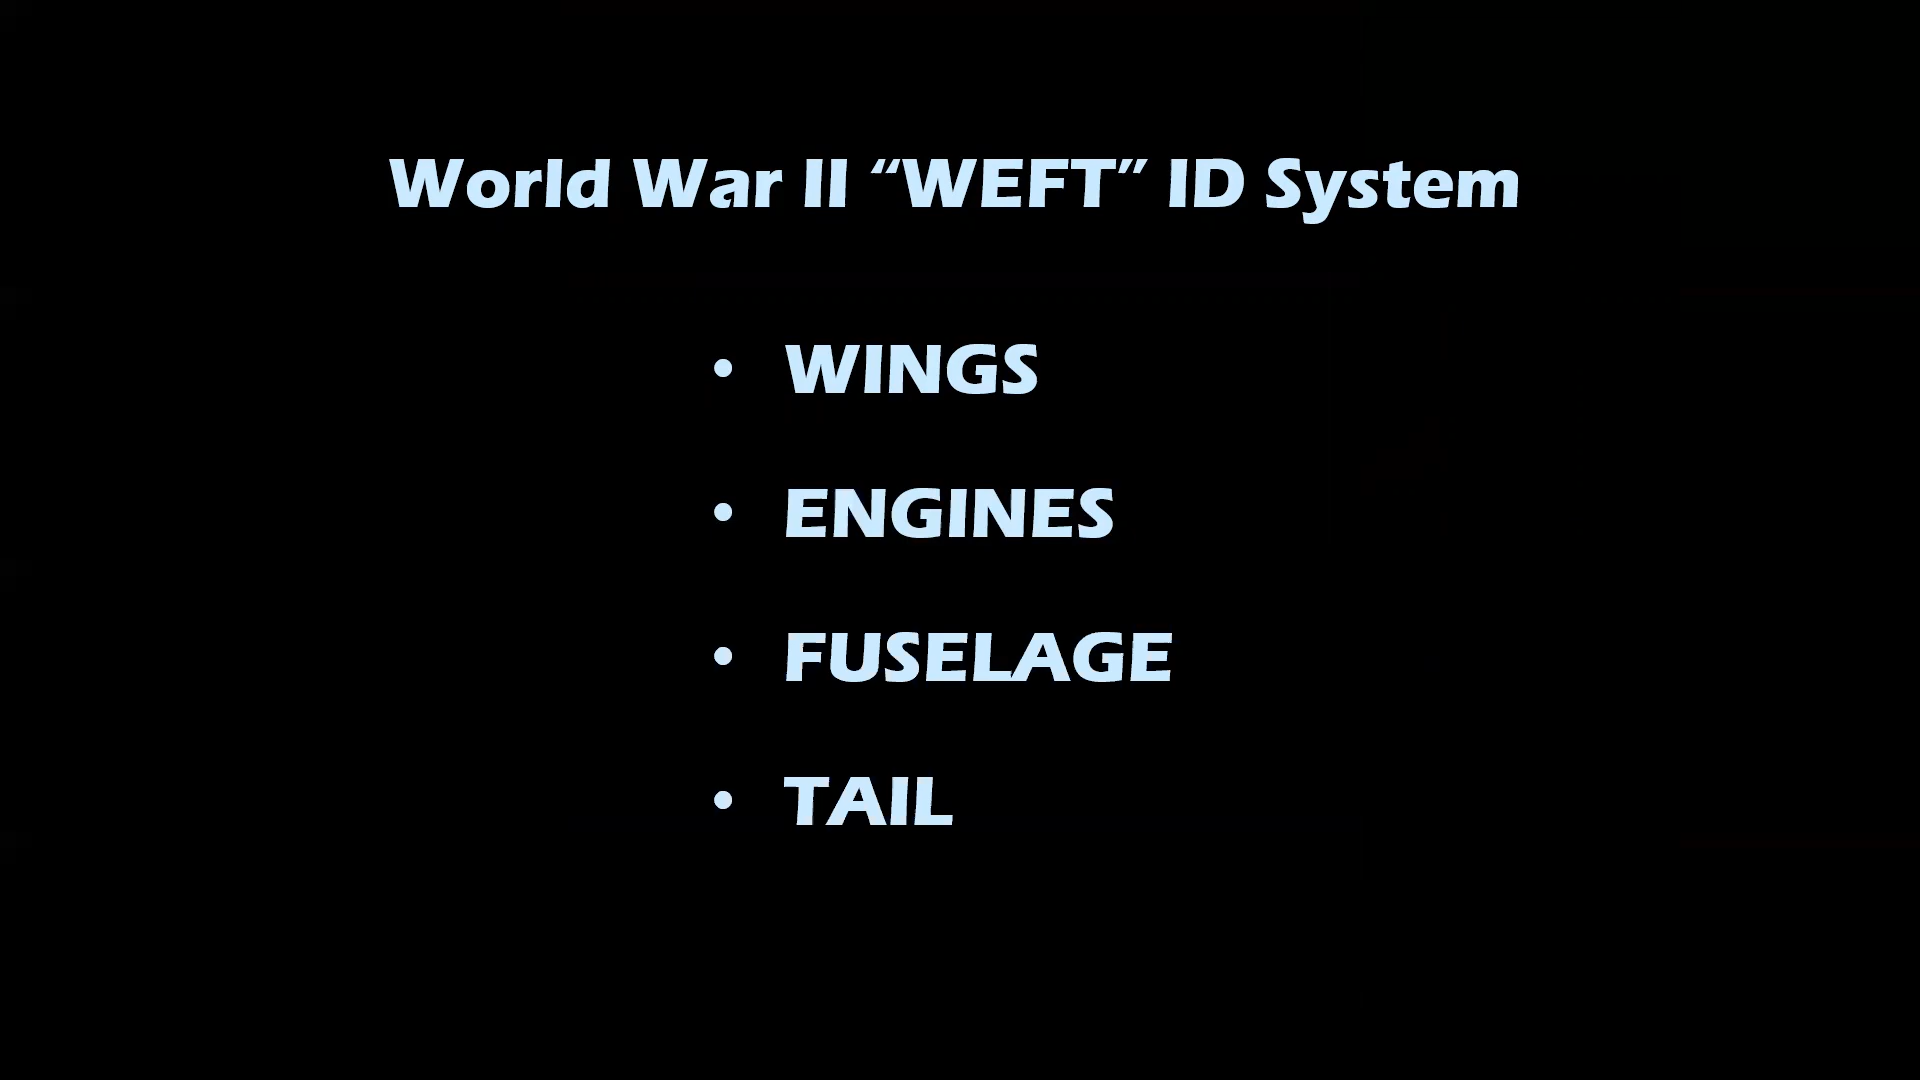 World War II “WEFT” ID System
• WINGS
• ENGINES
• FUSELAGE
• TAIL